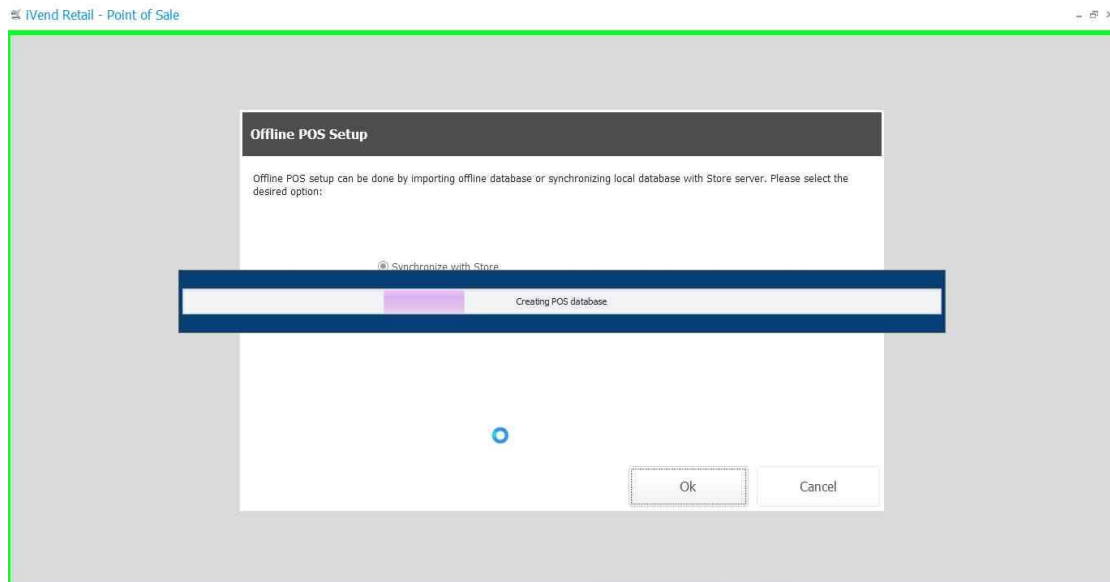 iVend Retail - Point of Sale
Offline POS Setup
Offline POS setup can be done by importing offline database or synchronizing local database with Store server. Please select the
desired option:
Synchronize with Store
Creating POS database
Ok Cancel